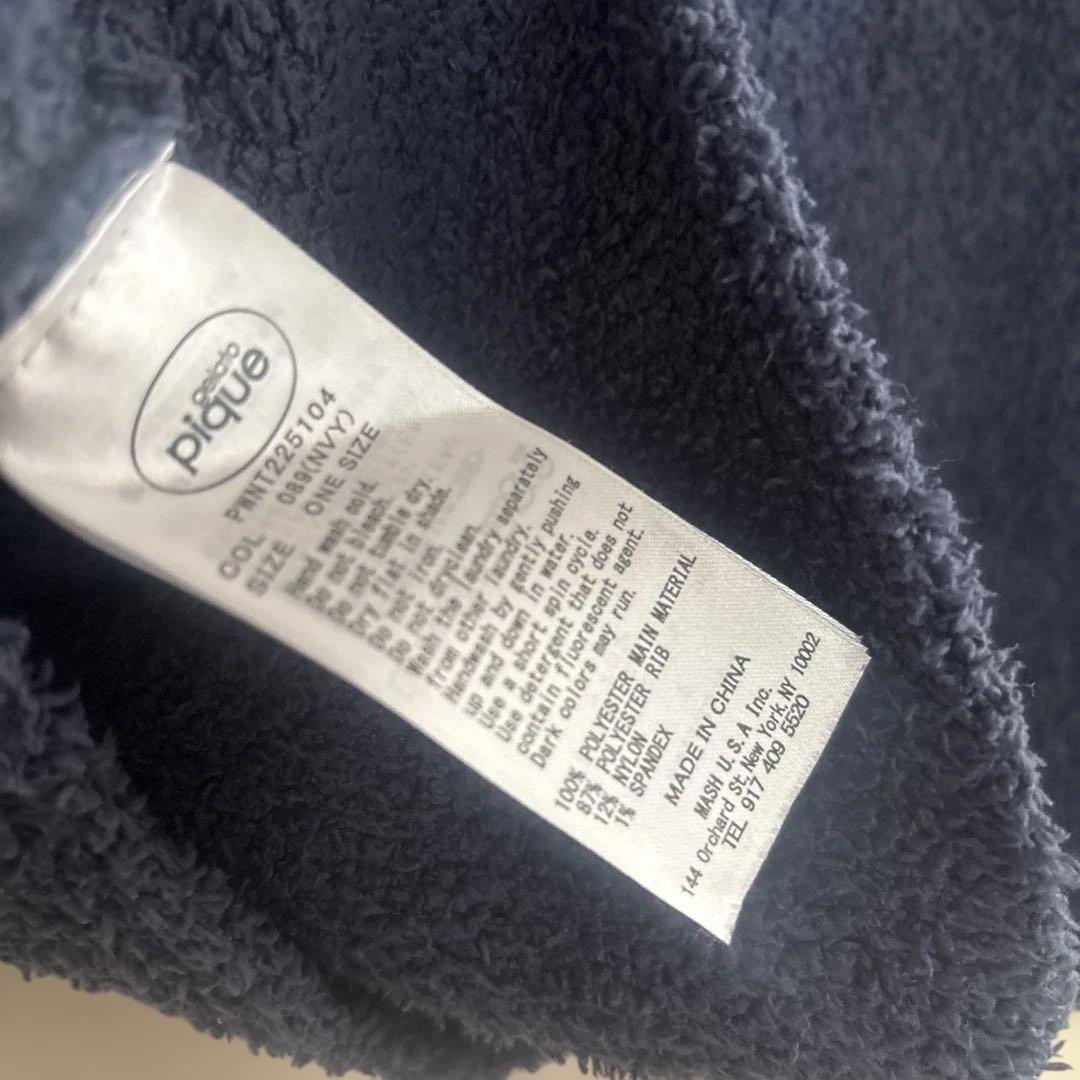 gelato
pique
PWNT225104
COL 089(NVY)
SIZE ONE SIZE
Hand wash cold.
Do not bleach.
Do not tumble dry.
Dry flat in shade.
Do not iron.
Do not dryclean.
Wash the laundry separately
from other laundry.
Handwash by gently pushing
up and down in water.
Use a short spin cycle.
Use detergent that does not
contain fluorescent agent.
Dark colors may run.
100% POLYESTER MAIN MATERIAL
87% POLYESTER RIB
12% NYLON
1% SPANDEX
MADE IN CHINA
MASH U.S.A Inc.
144 Orchard St, New York, NY 10002
TEL 917 409 5520